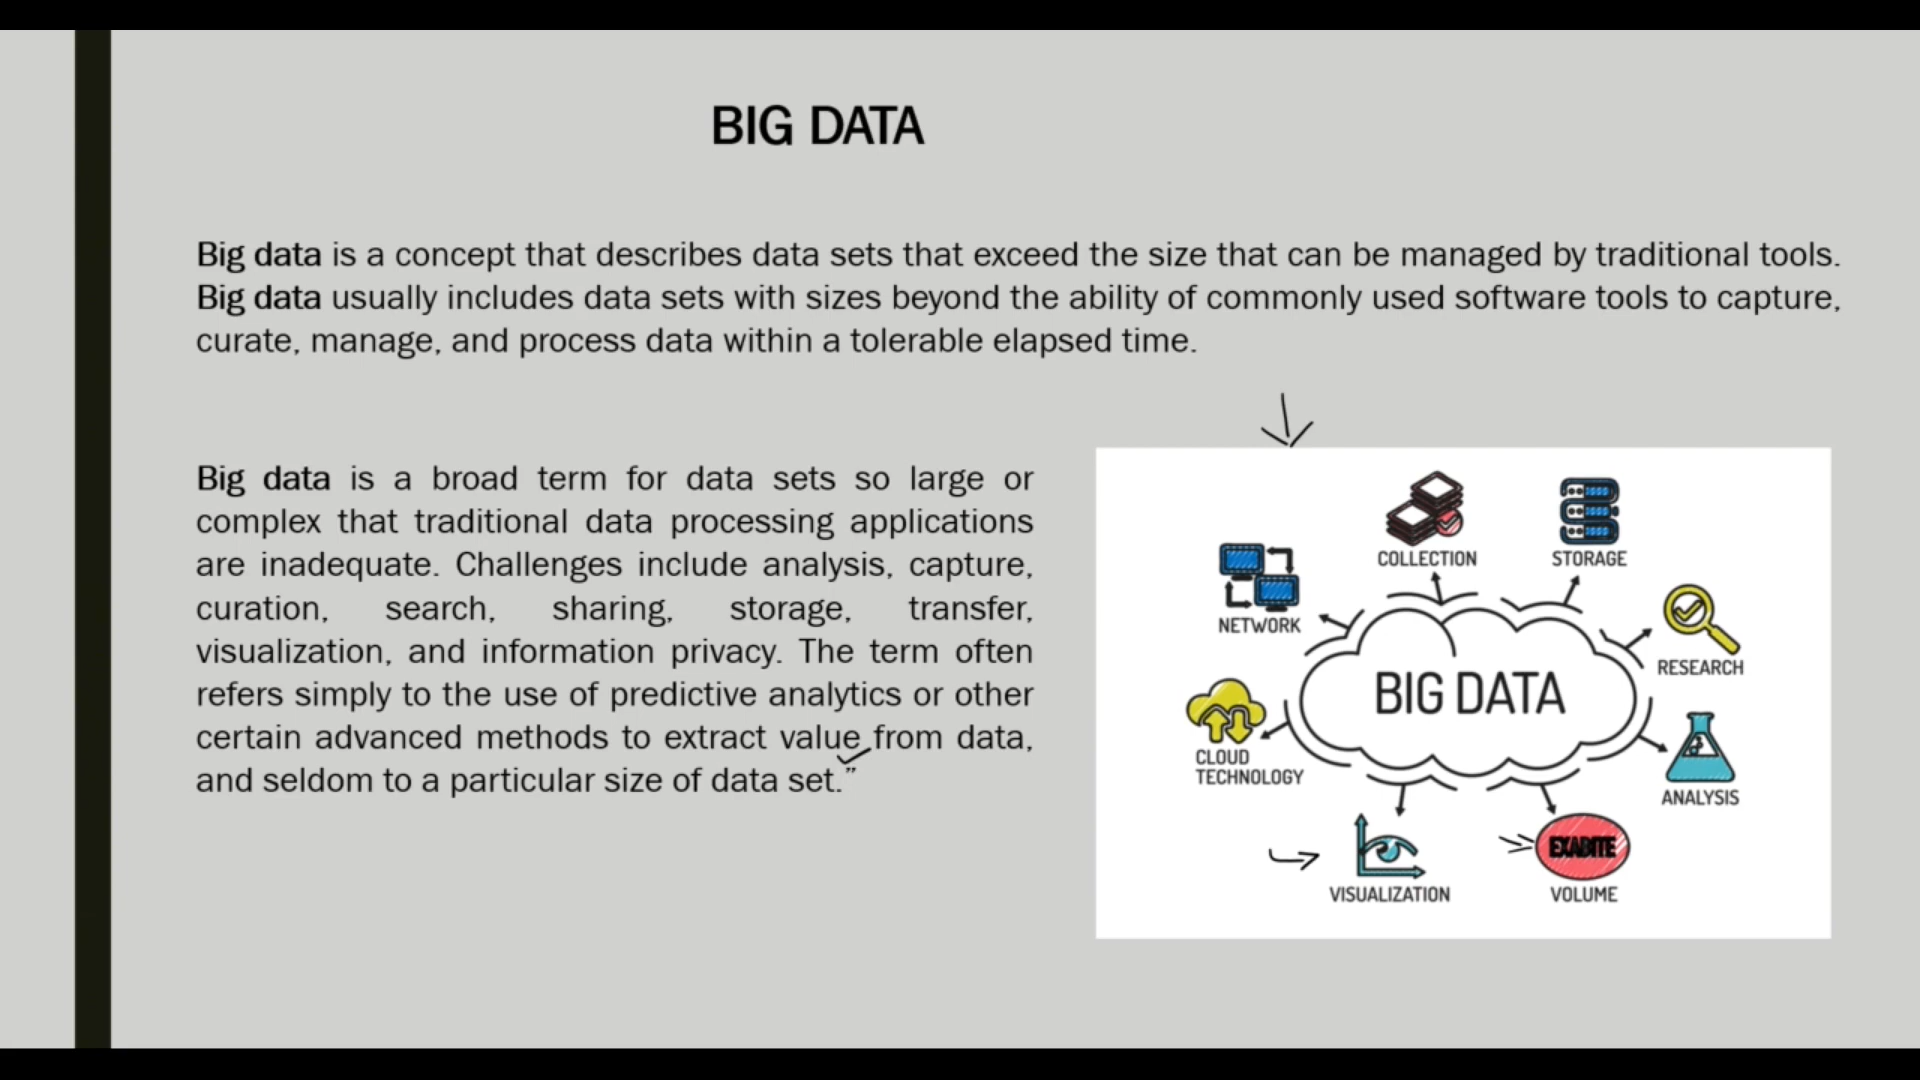 BIG DATA
Big data is a concept that describes data sets that exceed the size that can be managed by traditional tools.
Big data usually includes data sets with sizes beyond the ability of commonly used software tools to capture,
curate, manage, and process data within a tolerable elapsed time.
Big data is a broad term for data sets so large or
complex that traditional data processing applications
are inadequate. Challenges include analysis, capture,
curation, search, sharing, storage, transfer,
visualization, and information privacy. The term often
refers simply to the use of predictive analytics or other
certain advanced methods to extract value from data,
and seldom to a particular size of data set.”
COLLECTION
STORAGE
NETWORK
RESEARCH
BIG DATA
CLOUD
TECHNOLOGY
ANALYSIS
EXABITE
VISUALIZATION
VOLUME